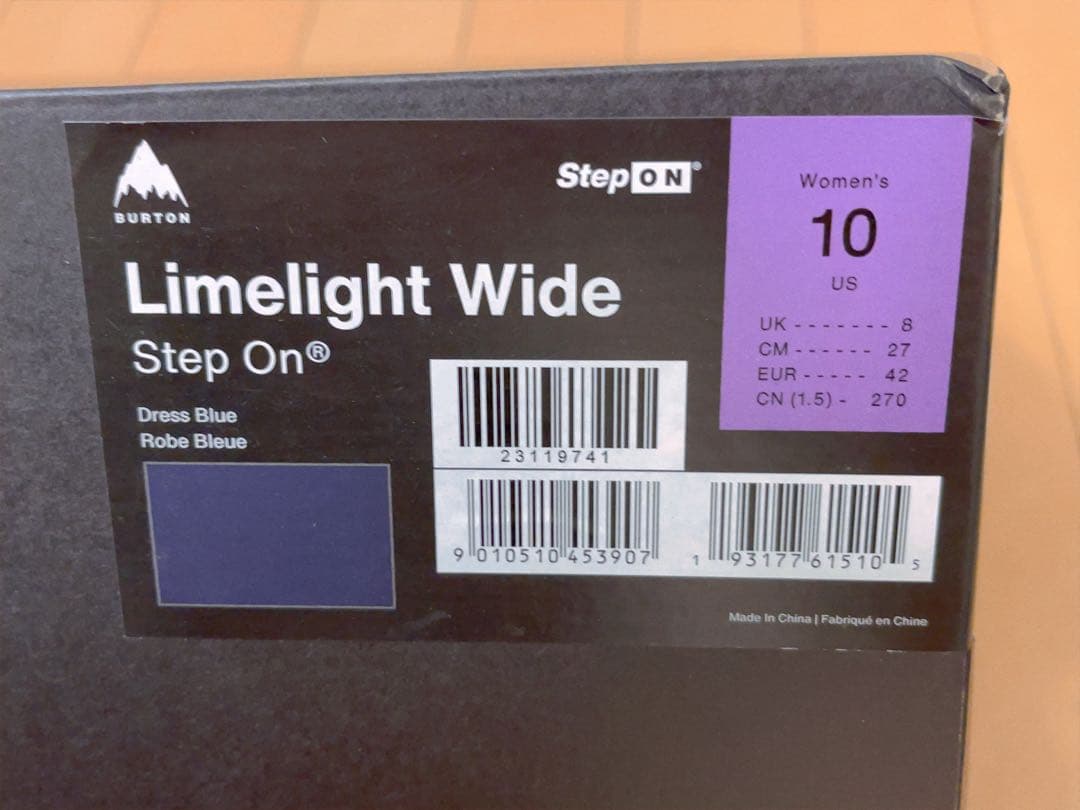 BURTON
StepON®
Limelight Wide
Step On®
Dress Blue
Robe Bleue
Women's
10
US
UK ------- 8
CM ------ 27
EUR ----- 42
CN (1.5) - 270
23119741
9 010510 453907
1 93177 61510 5
Made In China | Fabriqué en Chine